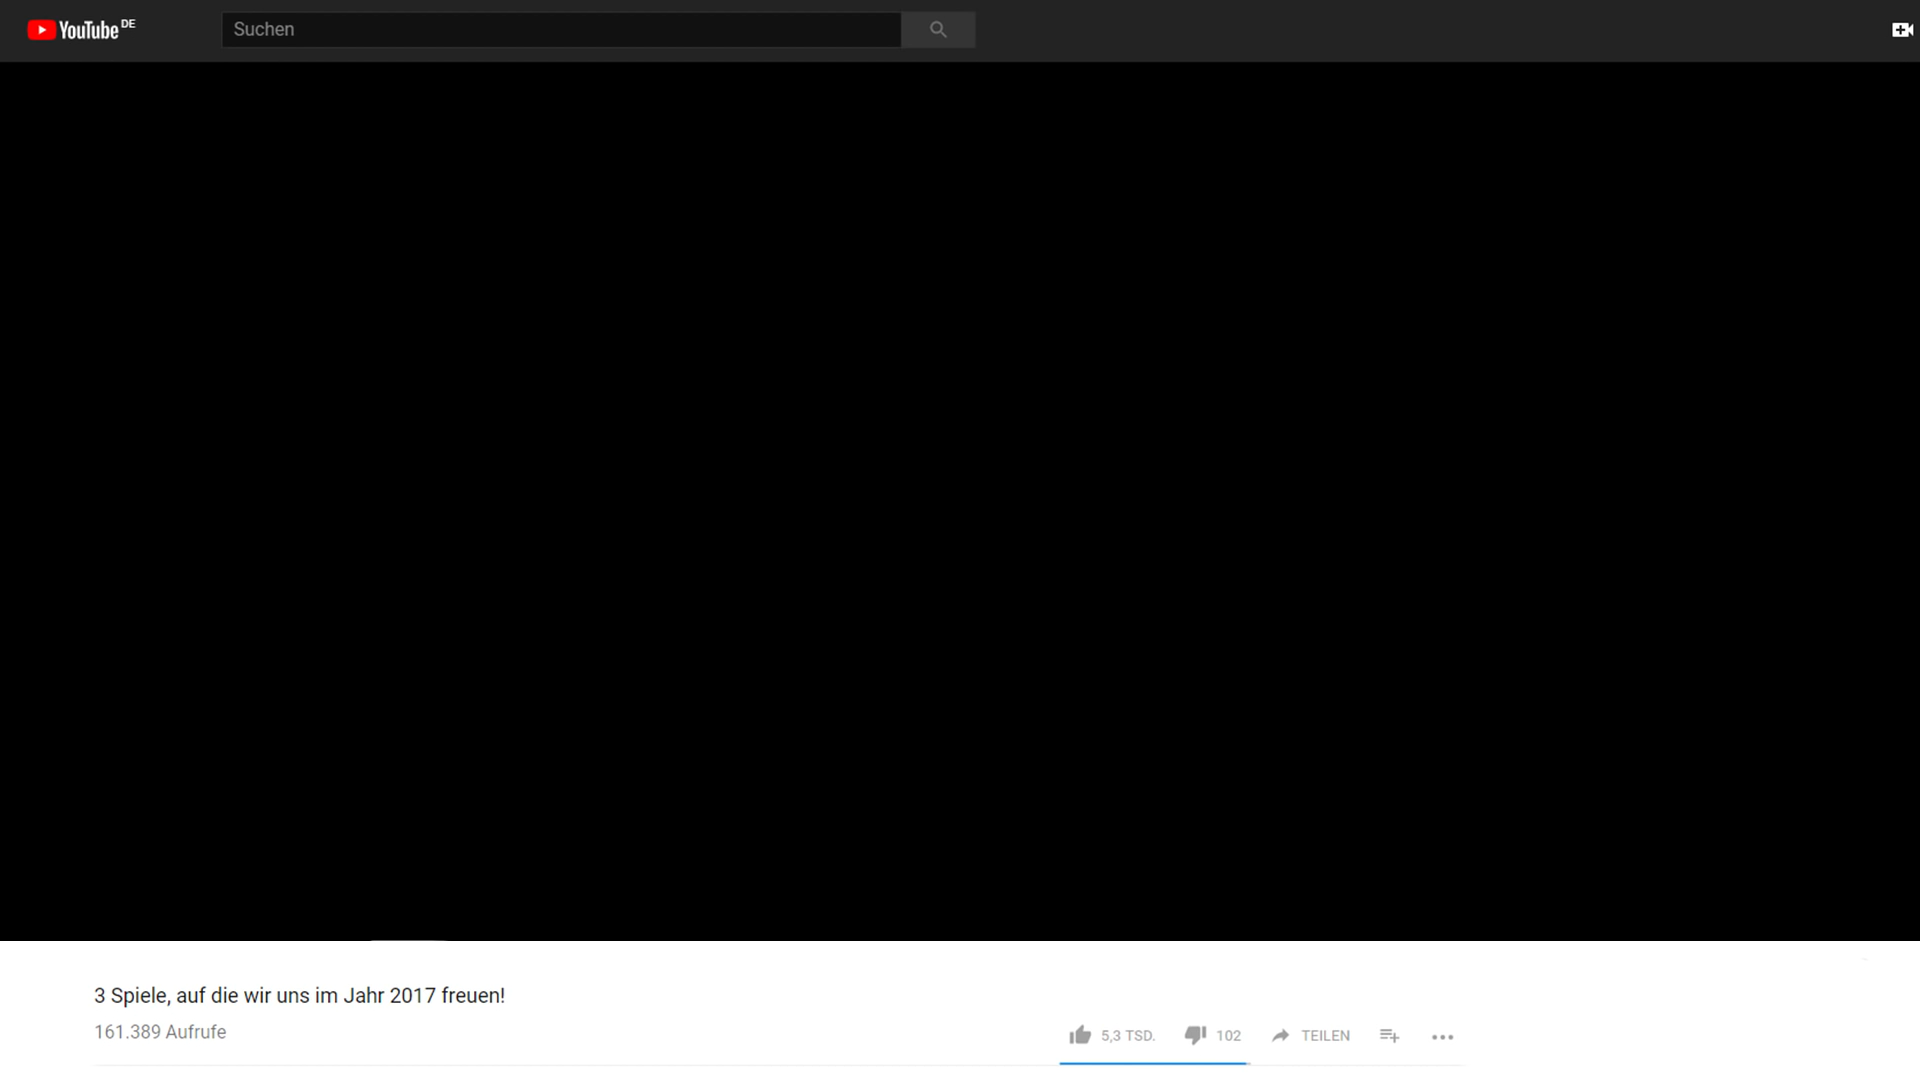 YouTube DE
Suchen
3 Spiele, auf die wir uns im Jahr 2017 freuen!
161.389 Aufrufe
5,3 TSD. 102 TEILEN